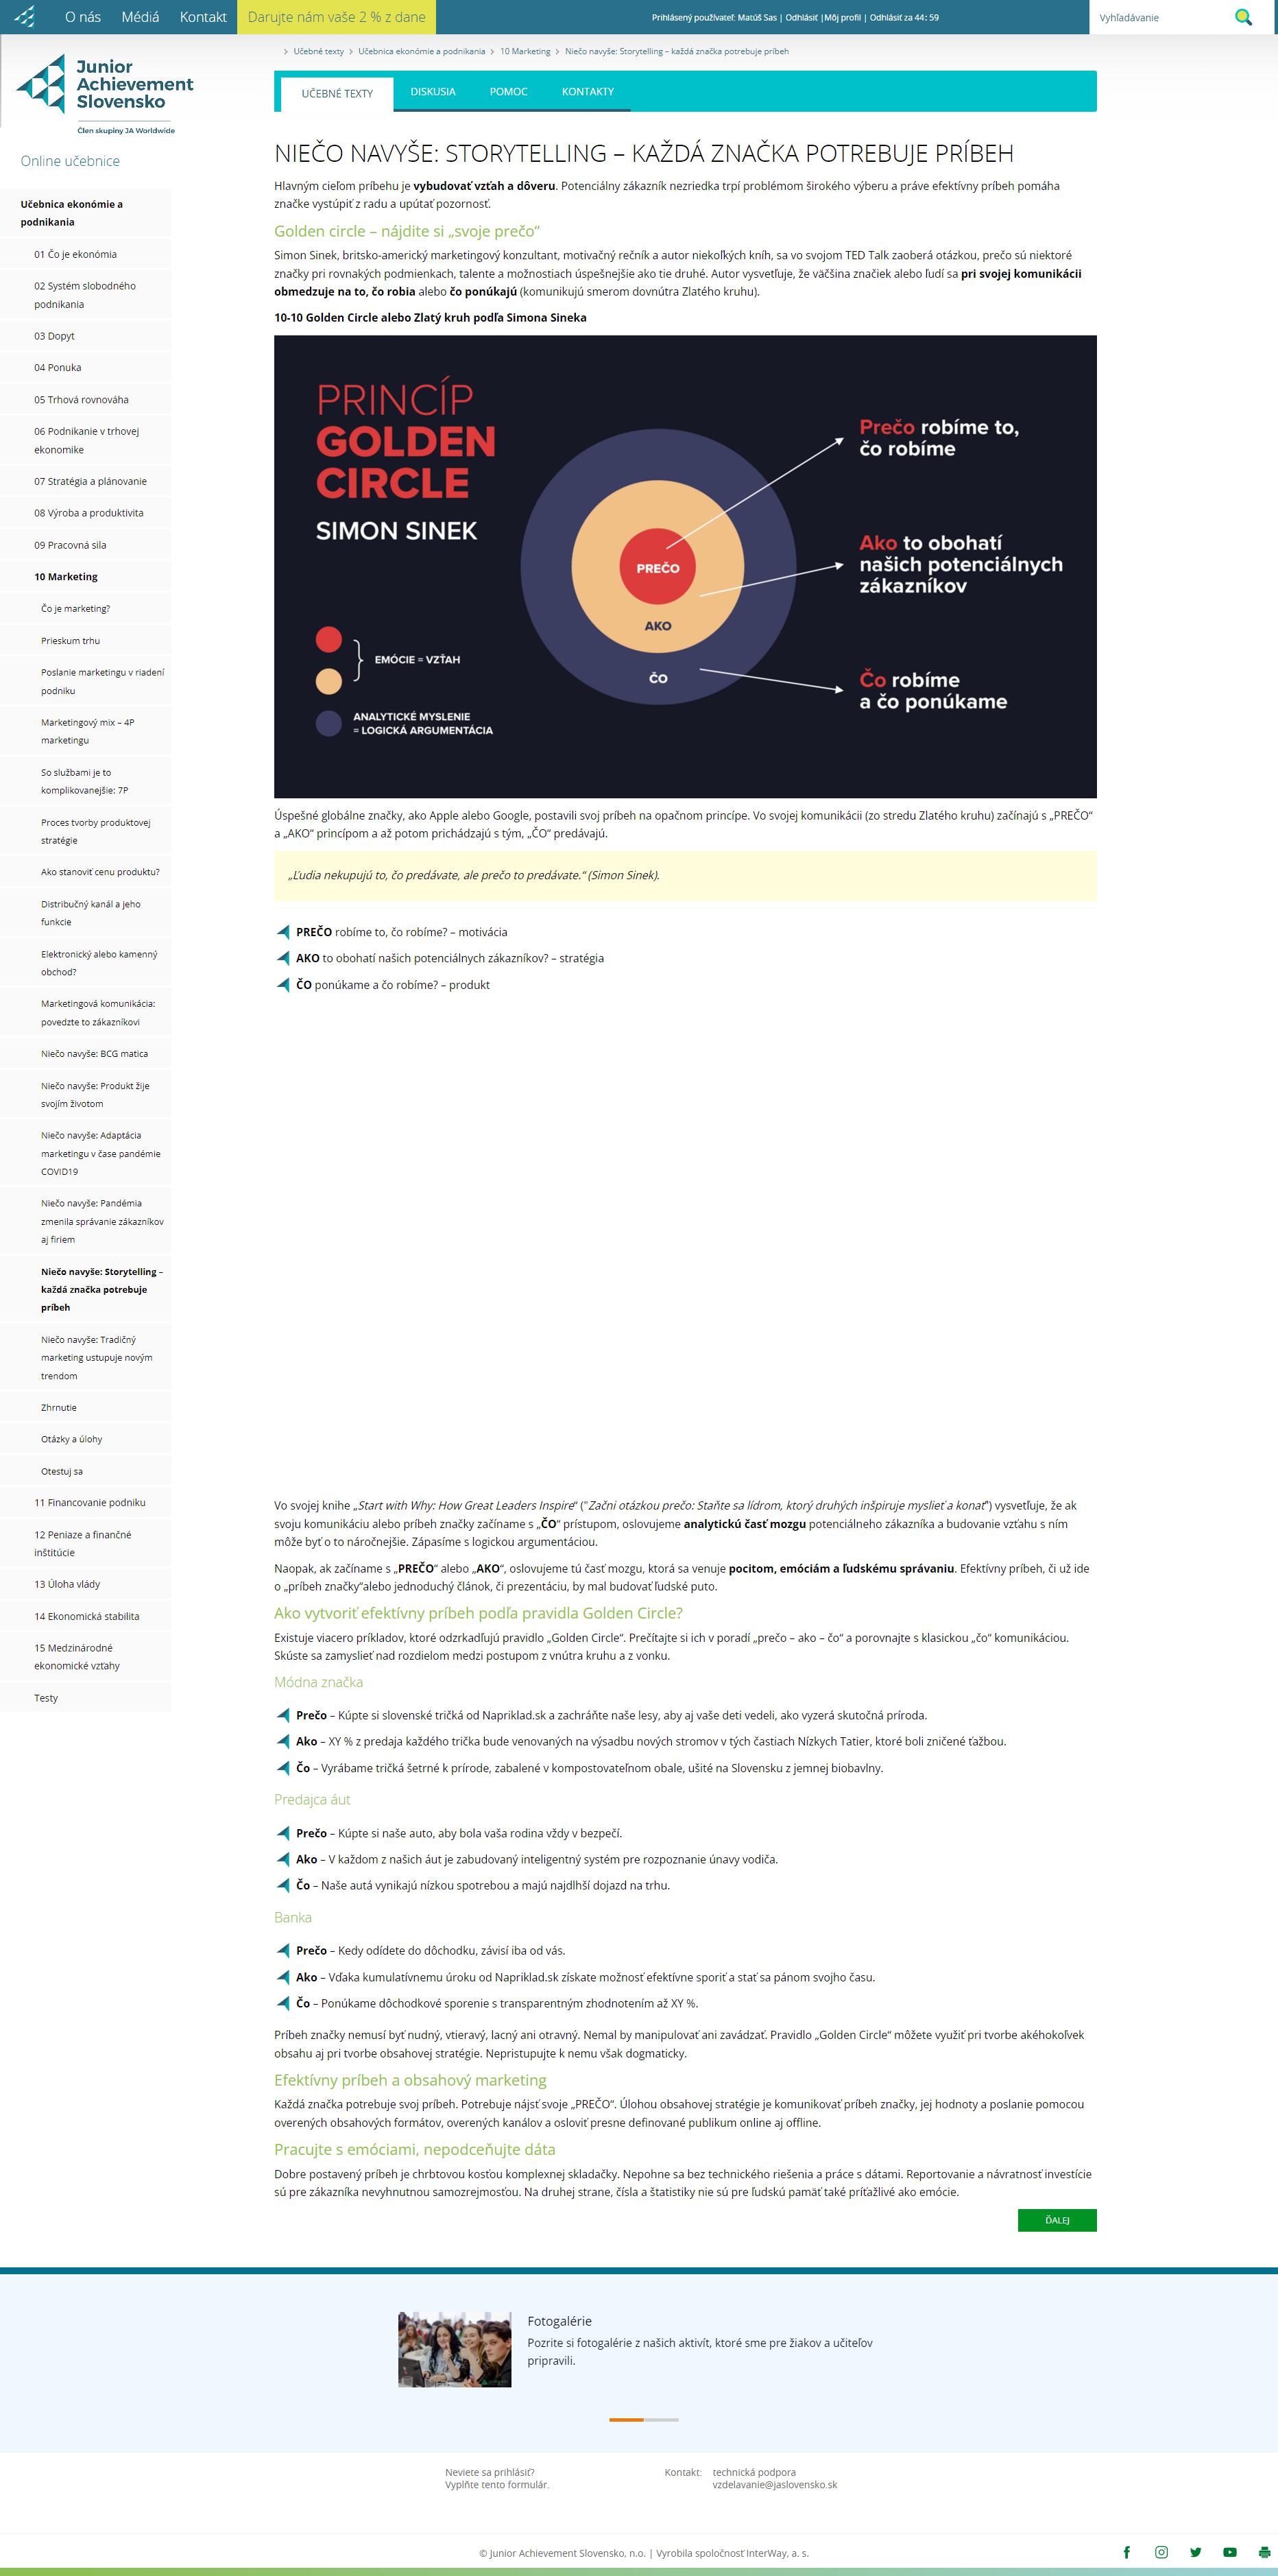 O nás Médiá Kontakt Darujte nám vaše 2 % z dane
Prihlásený používateľ: Matúš Sas | Odhlásiť |Môj profil | Odhlásiť za 44: 59
Vyhľadávanie
Junior
Achievement
Slovensko
Člen skupiny JA Worldwide
Učebné texty Učebnica ekonómie a podnikania 10 Marketing Niečo navyše: Storytelling – každá značka potrebuje príbeh
UČEBNÉ TEXTY DISKUSIA POMOC KONTAKTY
Online učebnice
Učebnica ekonómie a
podnikania
01 Čo je ekonómia
02 Systém slobodného
podnikania
03 Dopyt
04 Ponuka
05 Trhová rovnováha
06 Podnikanie v trhovej
ekonomike
07 Stratégia a plánovanie
08 Výroba a produktivita
09 Pracovná sila
10 Marketing
Čo je marketing?
Prieskum trhu
Poslanie marketingu v riadení
podniku
Marketingový mix – 4P
marketingu
So službami je to
komplikovanejšie: 7P
Proces tvorby produktovej
stratégie
Ako stanoviť cenu produktu?
Distribučný kanál a jeho
funkcie
Elektronický alebo kamenný
obchod?
Marketingová komunikácia:
povedzte to zákazníkovi
Niečo navyše: BCG matica
Niečo navyše: Produkt žije
svojím životom
Niečo navyše: Adaptácia
marketingu v čase pandémie
COVID19
Niečo navyše: Pandémia
zmenila správanie zákazníkov
aj firiem
Niečo navyše: Storytelling –
každá značka potrebuje
príbeh
Niečo navyše: Tradičný
marketing ustupuje novým
trendom
Zhrnutie
Otázky a úlohy
Otestuj sa
11 Financovanie podniku
12 Peniaze a finančné
inštitúcie
13 Úloha vlády
14 Ekonomická stabilita
15 Medzinárodné
ekonomické vzťahy
Testy
NIEČO NAVYŠE: STORYTELLING – KAŽDÁ ZNAČKA POTREBUJE PRÍBEH
Hlavným cieľom príbehu je vybudovať vzťah a dôveru. Potenciálny zákazník nezriedka trpí problémom širokého výberu a práve efektívny príbeh pomáha
značke vystúpiť z radu a upútať pozornosť.
Golden circle – nájdite si „svoje prečo“
Simon Sinek, britsko-americký marketingový konzultant, motivačný rečník a autor niekoľkých kníh, sa vo svojom TED Talk zaoberá otázkou, prečo sú niektoré
značky pri rovnakých podmienkach, talente a možnostiach úspešnejšie ako tie druhé. Autor vysvetľuje, že väčšina značiek alebo ľudí sa pri svojej komunikácii
obmedzuje na to, čo robia alebo čo ponúkajú (komunikujú smerom dovnútra Zlatého kruhu).
10-10 Golden Circle alebo Zlatý kruh podľa Simona Sineka
PRINCÍP
GOLDEN
CIRCLE
SIMON SINEK
PREČO
AKO
ČO
Prečo robíme to,
čo robíme
Ako to obohatí
našich potenciálnych
zákazníkov
Čo robíme
a čo ponúkame
EMÓCIE = VZŤAH
ANALYTICKÉ MYSLENIE
= LOGICKÁ ARGUMENTÁCIA
Úspešné globálne značky, ako Apple alebo Google, postavili svoj príbeh na opačnom princípe. Vo svojej komunikácii (zo stredu Zlatého kruhu) začínajú s „PREČO“
a „AKO“ princípom a až potom prichádzajú s tým, „ČO“ predávajú.
„Ľudia nekupujú to, čo predávate, ale prečo to predávate.“ (Simon Sinek).
PREČO robíme to, čo robíme? – motivácia
AKO to obohatí našich potenciálnych zákazníkov? – stratégia
ČO ponúkame a čo robíme? – produkt
Vo svojej knihe „Start with Why: How Great Leaders Inspire“ ("Začni otázkou prečo: Staňte sa lídrom, ktorý druhých inšpiruje myslieť a konať") vysvetľuje, že ak
svoju komunikáciu alebo príbeh značky začíname s „ČO“ prístupom, oslovujeme analytickú časť mozgu potenciálneho zákazníka a budovanie vzťahu s ním
môže byť o to náročnejšie. Zápasíme s logickou argumentáciou.
Naopak, ak začíname s „PREČO“ alebo „AKO“, oslovujeme tú časť mozgu, ktorá sa venuje pocitom, emóciám a ľudskému správaniu. Efektívny príbeh, či už ide
o „príbeh značky“alebo jednoduchý článok, či prezentáciu, by mal budovať ľudské puto.
Ako vytvoriť efektívny príbeh podľa pravidla Golden Circle?
Existuje viacero príkladov, ktoré odzrkadľujú pravidlo „Golden Circle“. Prečítajte si ich v poradí „prečo – ako – čo“ a porovnajte s klasickou „čo“ komunikáciou.
Skúste sa zamyslieť nad rozdielom medzi postupom z vnútra kruhu a z vonku.
Módna značka
Prečo – Kúpte si slovenské tričká od Napriklad.sk a zachráňte naše lesy, aby aj vaše deti vedeli, ako vyzerá skutočná príroda.
Ako – XY % z predaja každého trička bude venovaných na výsadbu nových stromov v tých častiach Nízkych Tatier, ktoré boli zničené ťažbou.
Čo – Vyrábame tričká šetrné k prírode, zabalené v kompostovateľnom obale, ušité na Slovensku z jemnej biobavlny.
Predajca áut
Prečo – Kúpte si naše auto, aby bola vaša rodina vždy v bezpečí.
Ako – V každom z našich áut je zabudovaný inteligentný systém pre rozpoznanie únavy vodiča.
Čo – Naše autá vynikajú nízkou spotrebou a majú najdlhší dojazd na trhu.
Banka
Prečo – Kedy odídete do dôchodku, závisí iba od vás.
Ako – Vďaka kumulatívnemu úroku od Napriklad.sk získate možnosť efektívne sporiť a stať sa pánom svojho času.
Čo – Ponúkame dôchodkové sporenie s transparentným zhodnotením až XY %.
Príbeh značky nemusí byť nudný, vtieravý, lacný ani otravný. Nemal by manipulovať ani zavádzať. Pravidlo „Golden Circle“ môžete využiť pri tvorbe akéhokoľvek
obsahu aj pri tvorbe obsahovej stratégie. Nepristupujte k nemu však dogmaticky.
Efektívny príbeh a obsahový marketing
Každá značka potrebuje svoj príbeh. Potrebuje nájsť svoje „PREČO“. Úlohou obsahovej stratégie je komunikovať príbeh značky, jej hodnoty a poslanie pomocou
overených obsahových formátov, overených kanálov a osloviť presne definované publikum online aj offline.
Pracujte s emóciami, nepodceňujte dáta
Dobre postavený príbeh je chrbtovou kosťou komplexnej skladačky. Nepohne sa bez technického riešenia a práce s dátami. Reportovanie a návratnosť investície
sú pre zákazníka nevyhnutnou samozrejmosťou. Na druhej strane, čísla a štatistiky nie sú pre ľudskú pamäť také príťažlivé ako emócie.
ĎALEJ
Fotogalérie
Pozrite si fotogalérie z našich aktivít, ktoré sme pre žiakov a učiteľov
pripravili.
Neviete sa prihlásiť?
Vyplňte tento formulár.
Kontakt: technická podpora
vzdelavanie@jaslovensko.sk
© Junior Achievement Slovensko, n.o. | Vyrobila spoločnosť InterWay, a. s.